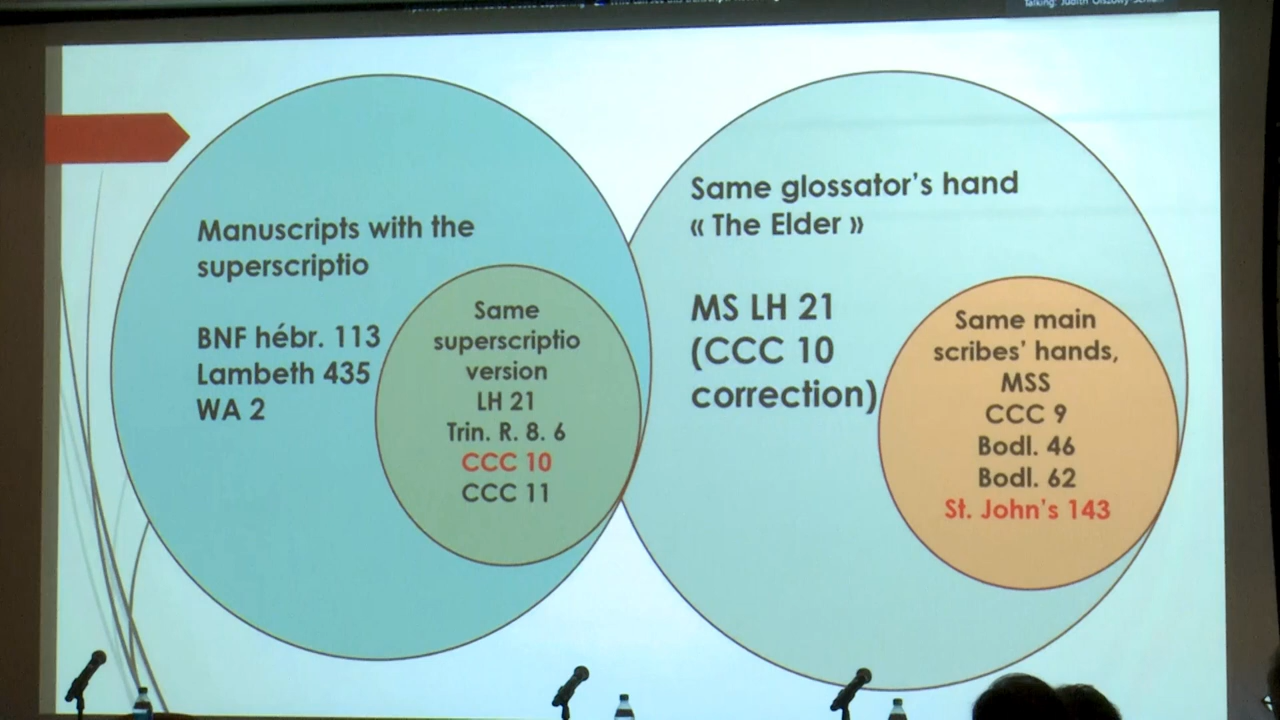 Talking: Judith
Manuscripts with the
superscriptio
BNF hébr. 113
Lambeth 435
WA 2
Same
superscriptio
version
LH 21
Trin. R. 8. 6
CCC 10
CCC 11
Same glossator's hand
« The Elder »
MS LH 21
(CCC 10
correction)
Same main
scribes' hands,
MSS
CCC 9
Bodl. 46
Bodl. 62
St. John's 143